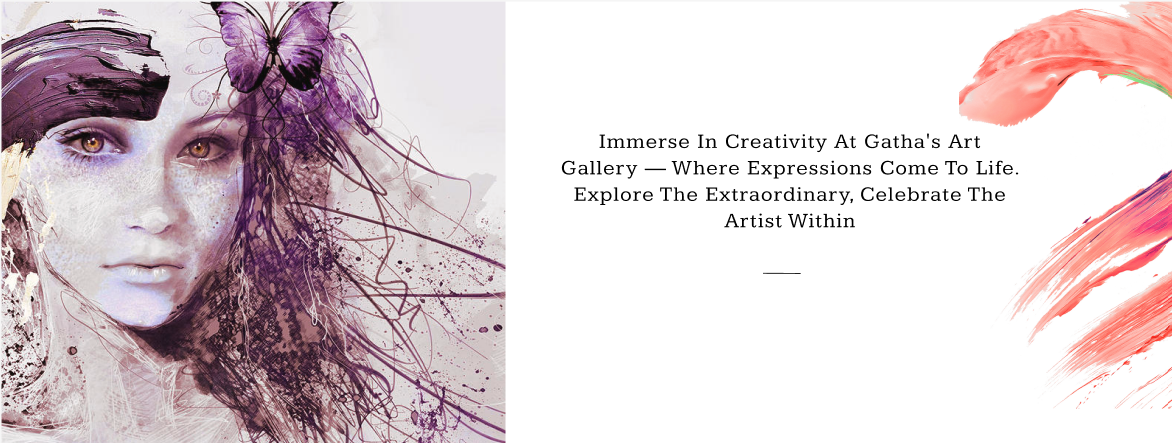 Immerse In Creativity At Gatha's Art
Gallery — Where Expressions Come To Life.
Explore The Extraordinary, Celebrate The
Artist Within